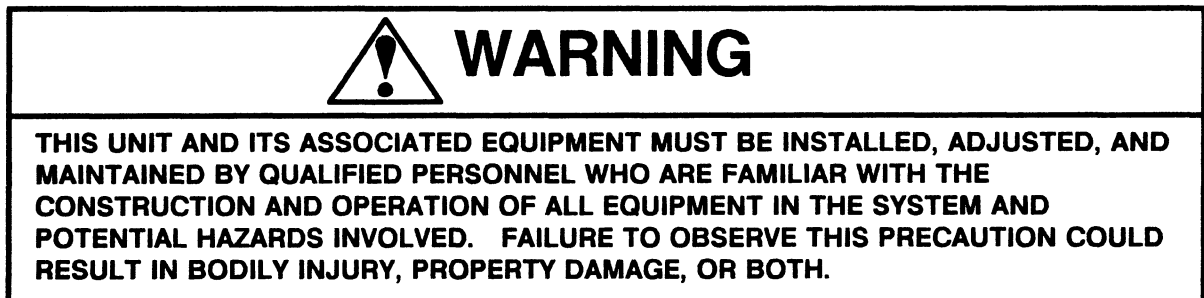 WARNING
THIS UNIT AND ITS ASSOCIATED EQUIPMENT MUST BE INSTALLED, ADJUSTED, AND
MAINTAINED BY QUALIFIED PERSONNEL WHO ARE FAMILIAR WITH THE
CONSTRUCTION AND OPERATION OF ALL EQUIPMENT IN THE SYSTEM AND
POTENTIAL HAZARDS INVOLVED. FAILURE TO OBSERVE THIS PRECAUTION COULD
RESULT IN BODILY INJURY, PROPERTY DAMAGE, OR BOTH.